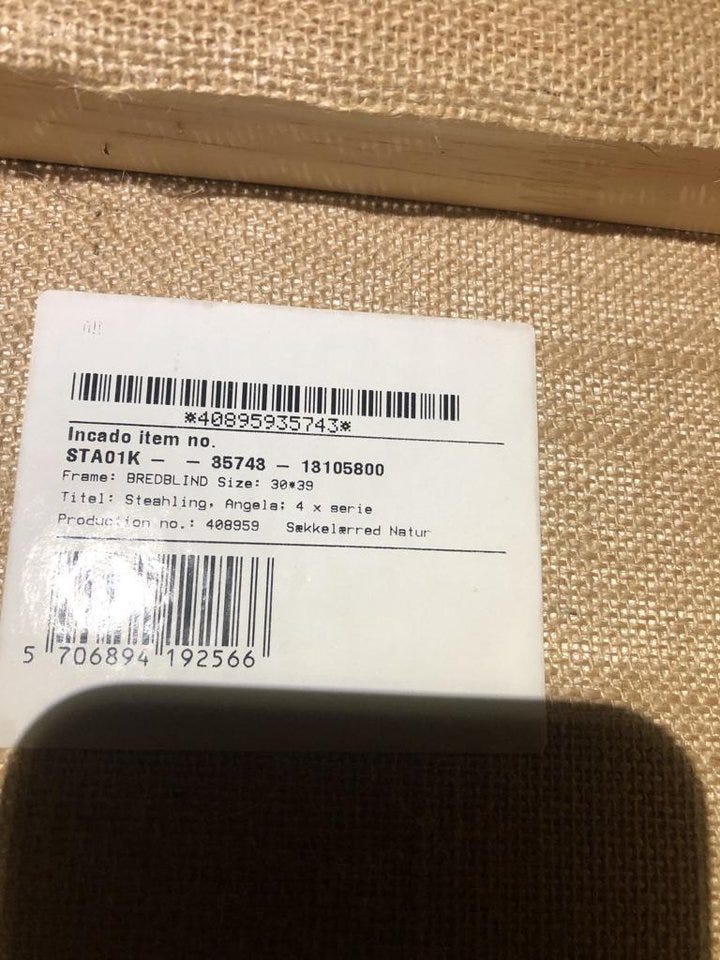 *40895935743*
Incado item no.
STA01K - - 35743 - 13105800
Frame: BREDBLIND Size: 30*39
Titel: Steahling, Angela; 4 x serie
Production no.: 408959 Sækkelærred Natur
5 706894 192566